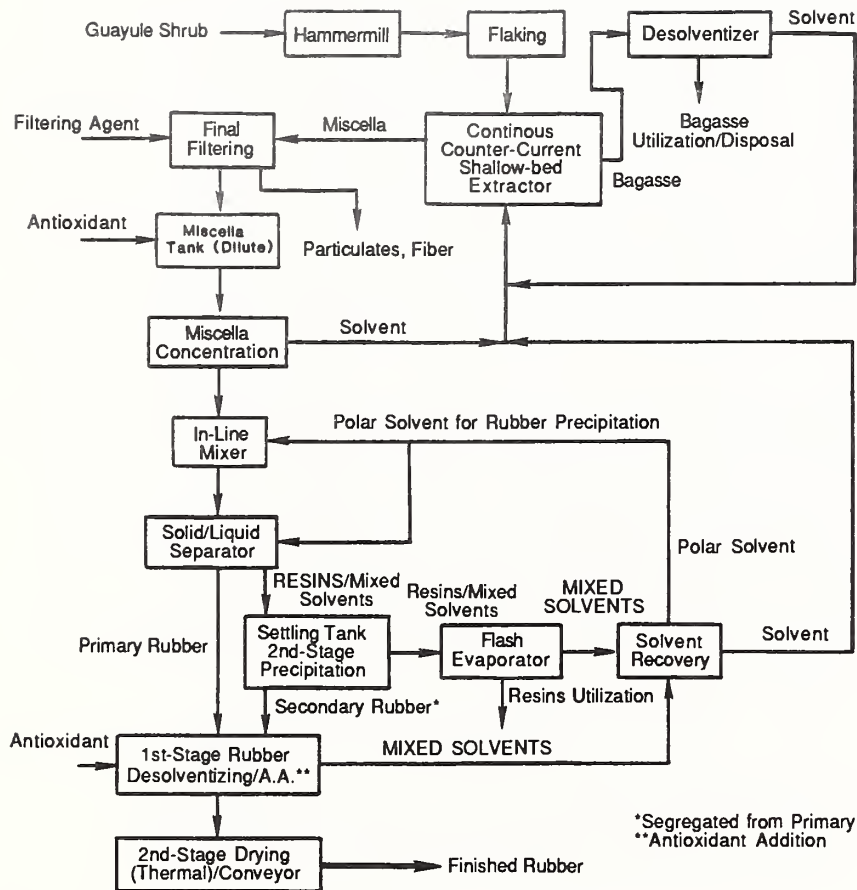 Guayule Shrub
Hammermill
Flaking
Desolventizer
Solvent
Bagasse
Utilization/Disposal
Filtering Agent
Final
Filtering
Miscella
Continous
Counter-Current
Shallow-bed
Extractor
Bagasse
Antioxidant
Miscella
Tank (Dilute)
Particulates, Fiber
Miscella
Concentration
Solvent
In-Line
Mixer
Polar Solvent for Rubber Precipitation
Solid/Liquid
Separator
Polar Solvent
RESINS/Mixed
Solvents
Resins/Mixed
Solvents
MIXED
SOLVENTS
Primary Rubber
Settling Tank
2nd-Stage
Precipitation
Flash
Evaporator
Solvent
Recovery
Solvent
Resins Utilization
Secondary Rubber*
Antioxidant
1st-Stage Rubber
Desolventizing/A.A.**
MIXED SOLVENTS
2nd-Stage Drying
(Thermal)/Conveyor
Finished Rubber
*Segregated from Primary
**Antioxidant Addition